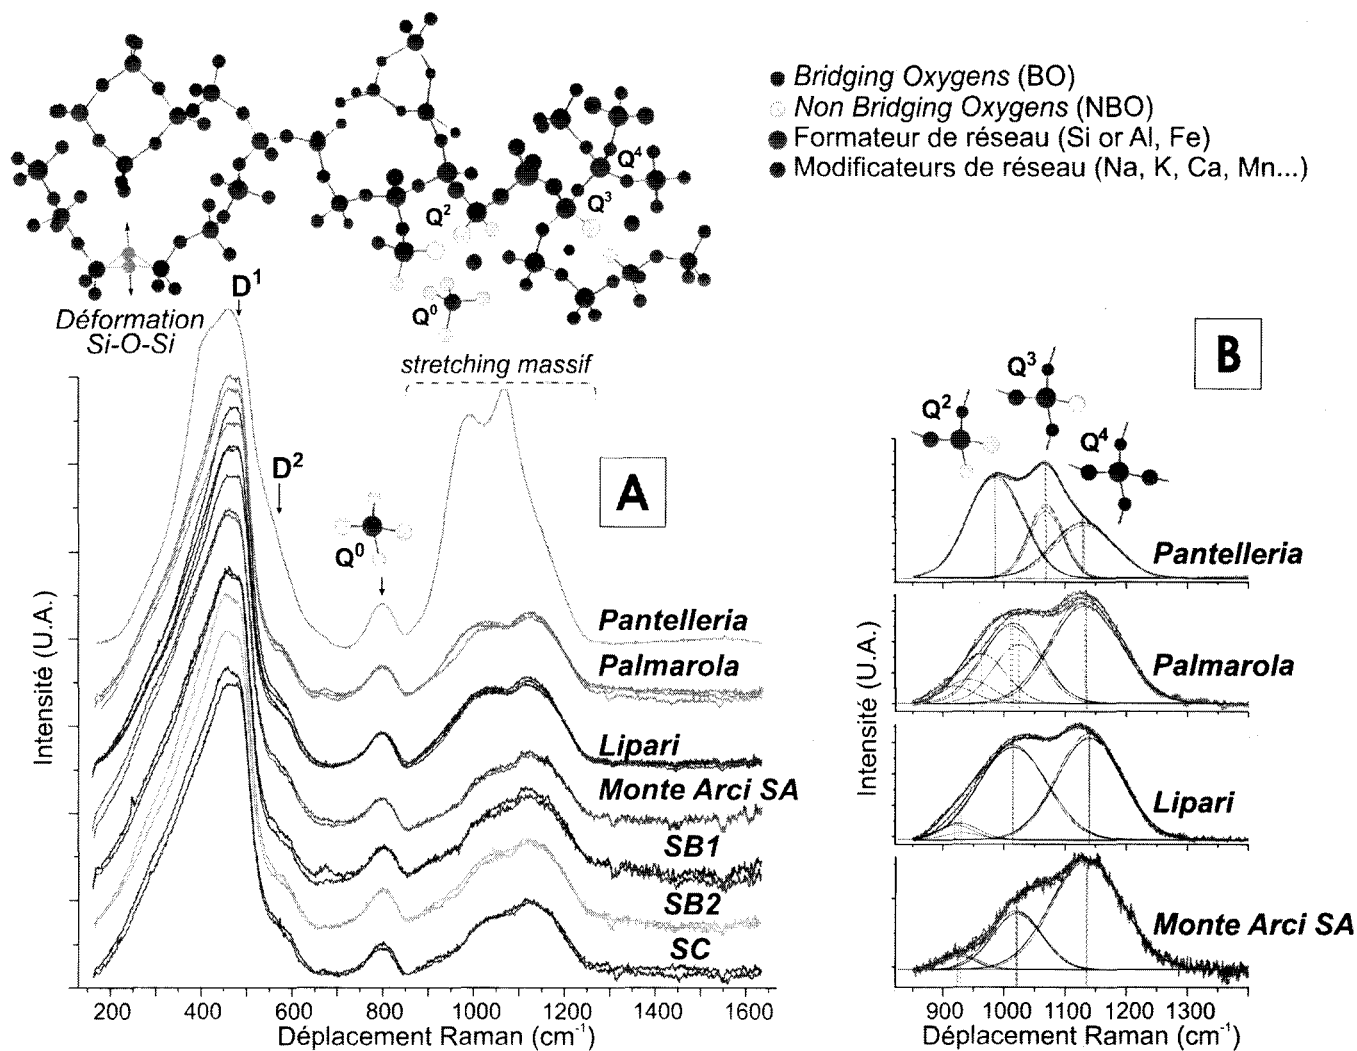 Bridging Oxygens (BO)
Non Bridging Oxygens (NBO)
Formateur de réseau (Si or Al, Fe)
Modificateurs de réseau (Na, K, Ca, Mn...)
Q⁴
Q³
Q²
Q⁰
D¹
Déformation
Si-O-Si
stretching massif
D²
Q⁰
A
Pantelleria
Palmarola
Lipari
Monte Arci SA
SB1
SB2
SC
Intensité (U.A.)
200 400 600 800 1000 1200 1400 1600
Déplacement Raman (cm⁻¹)
B
Q³
Q²
Q⁴
Pantelleria
Palmarola
Lipari
Monte Arci SA
Intensité (U.A.)
900 1000 1100 1200 1300
Déplacement Raman (cm⁻¹)